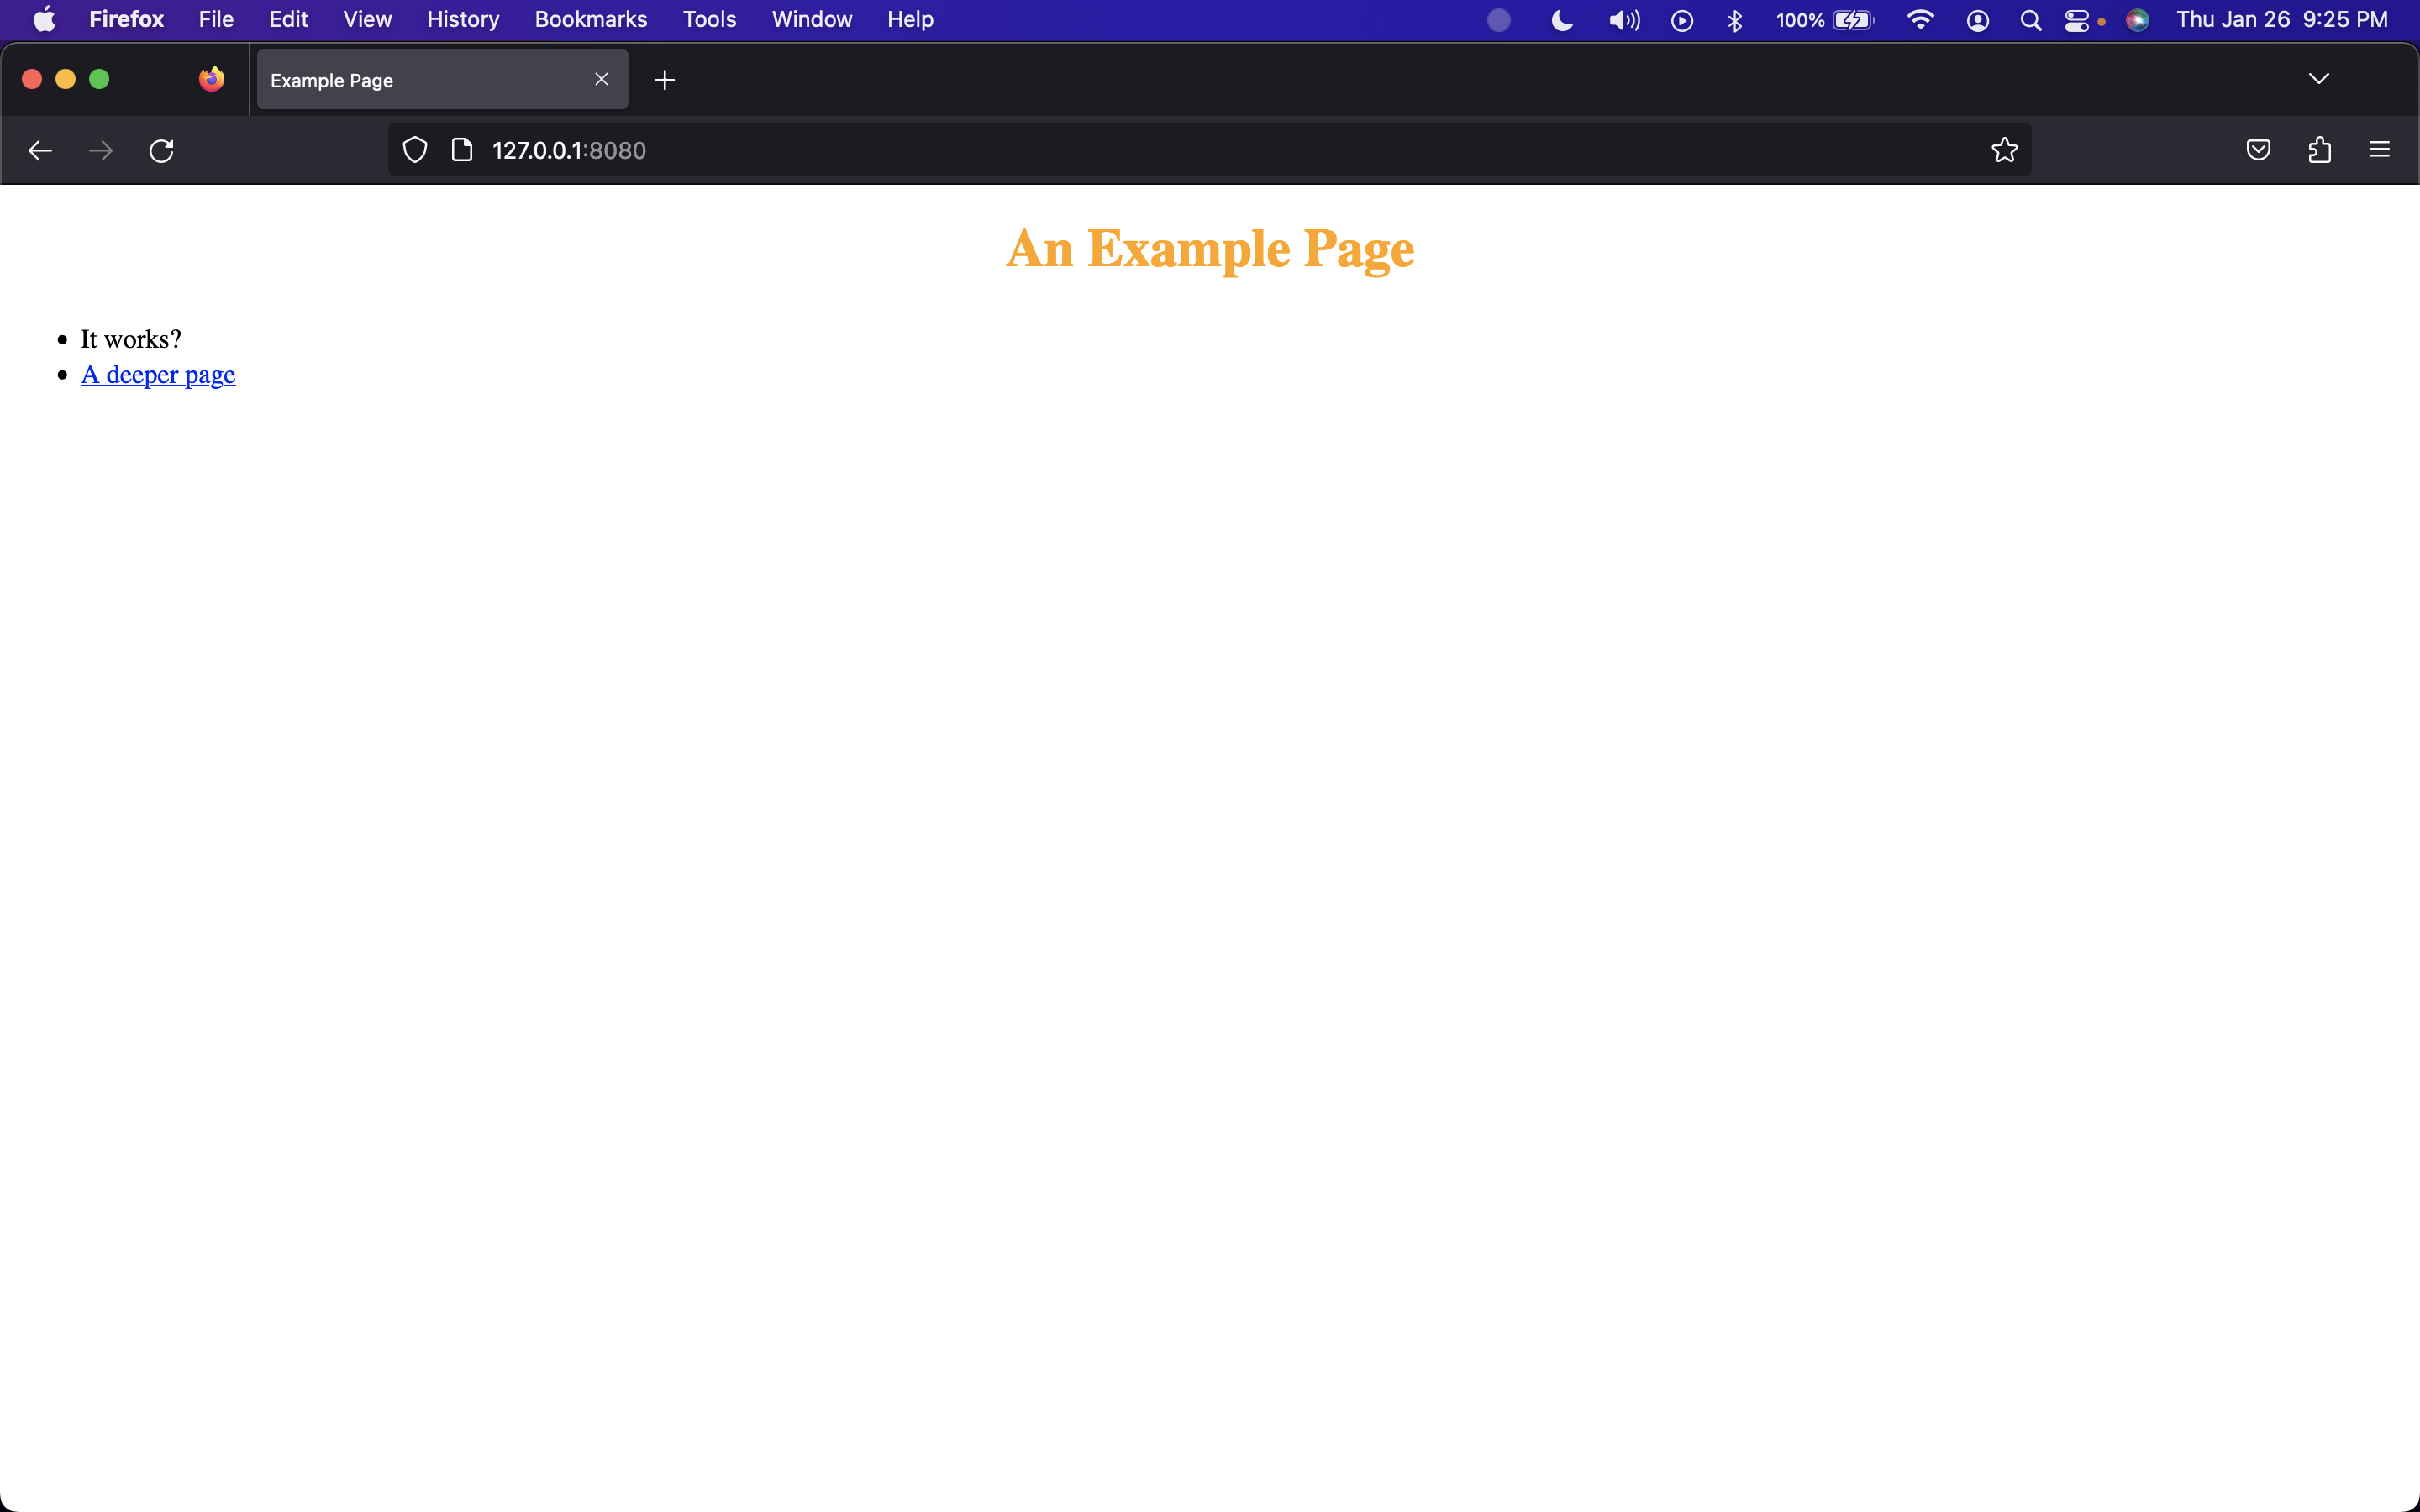 Firefox File Edit View History Bookmarks Tools Window Help 100% Thu Jan 26 9:25 PM
Example Page
127.0.0.1:8080
An Example Page
It works?
A deeper page